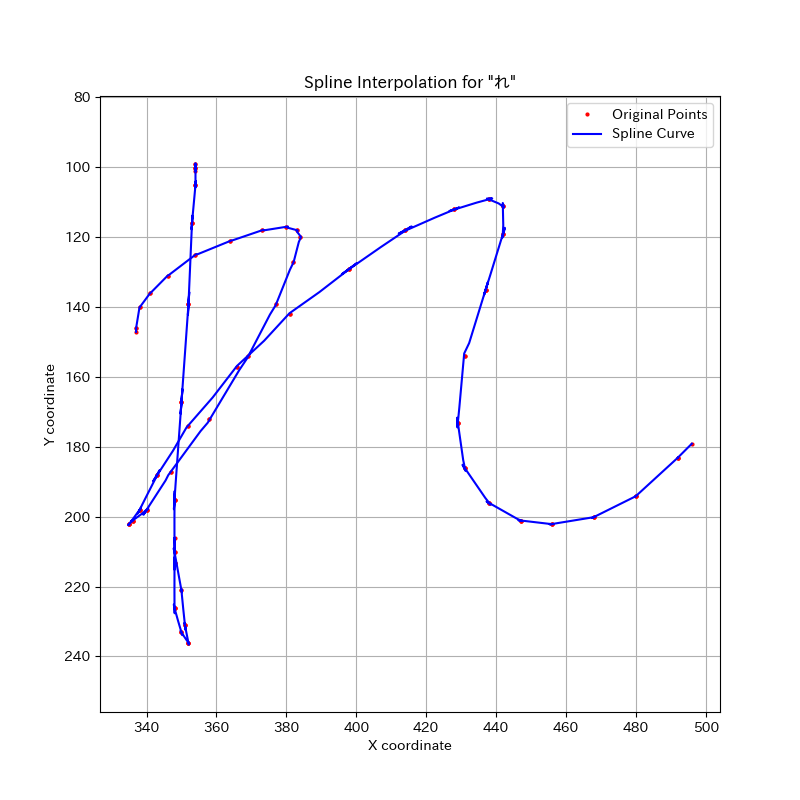 Spline Interpolation for "れ"
Original Points
Spline Curve
80
100
120
140
160
180
200
220
240
Y coordinate
340 360 380 400 420 440 460 480 500
X coordinate